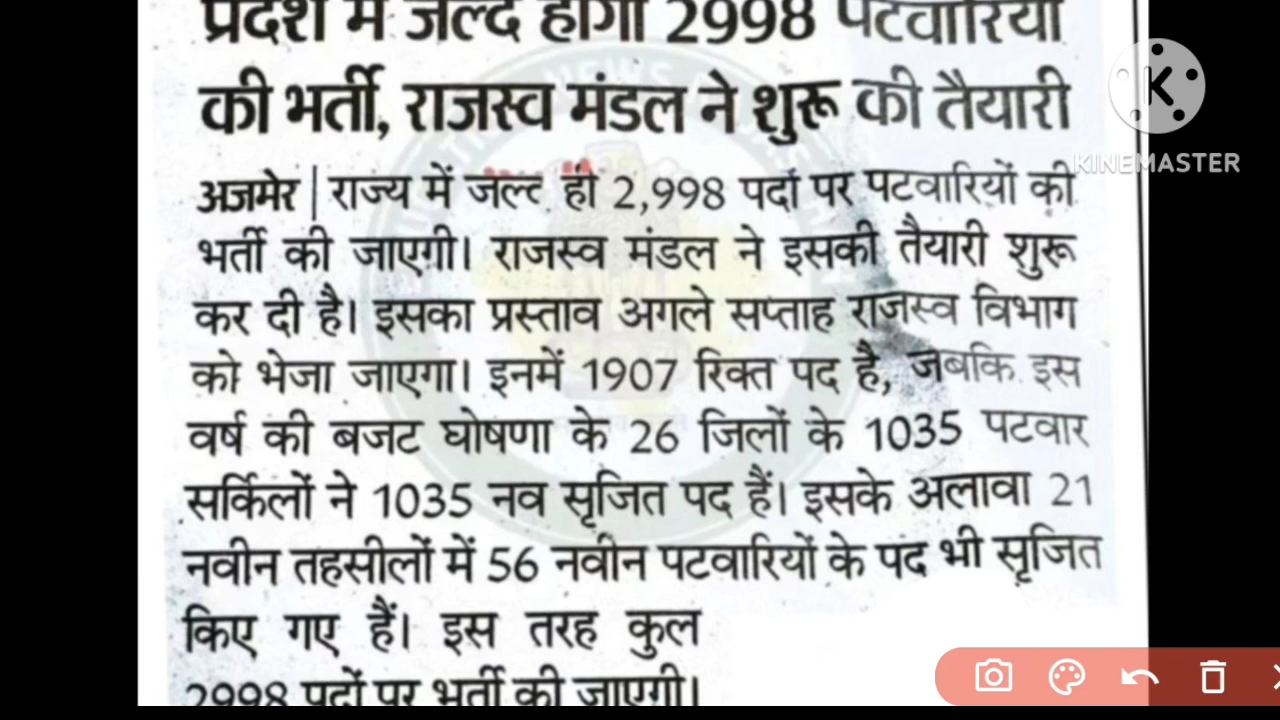 प्रदेश में जल्द होगी 2998 पटवारियों
की भर्ती, राजस्व मंडल ने शुरू की तैयारी
K
KINEMASTER
अजमेर | राज्य में जल्द ही 2,998 पदों पर पटवारियों की
भर्ती की जाएगी। राजस्व मंडल ने इसकी तैयारी शुरू
कर दी है। इसका प्रस्ताव अगले सप्ताह राजस्व विभाग
को भेजा जाएगा। इनमें 1907 रिक्त पद है, जबकि इस
वर्ष की बजट घोषणा के 26 जिलों के 1035 पटवार
सर्किलों ने 1035 नव सृजित पद हैं। इसके अलावा 21
नवीन तहसीलों में 56 नवीन पटवारियों के पद भी सृजित
किए गए हैं। इस तरह कुल
2998 पदों पर भर्ती की जाएगी।